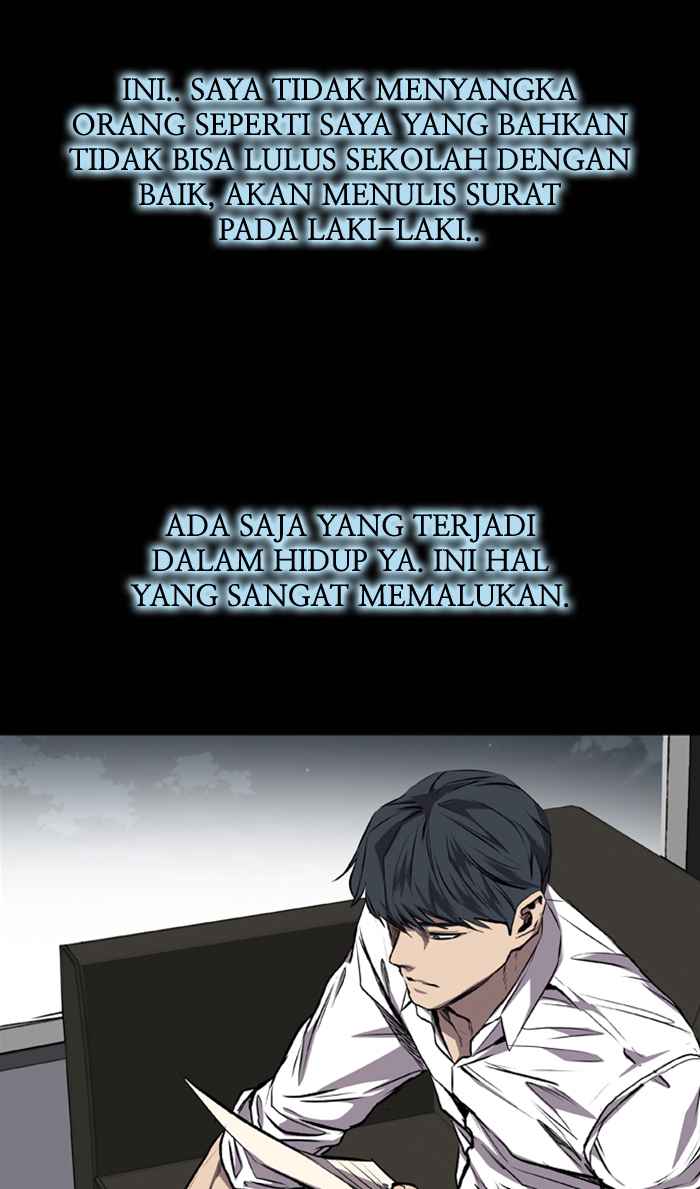 INI.. SAYA TIDAK MENYANGKA
ORANG SEPERTI SAYA YANG BAHKAN
TIDAK BISA LULUS SEKOLAH DENGAN
BAIK, AKAN MENULIS SURAT
PADA LAKI-LAKI..
ADA SAJA YANG TERJADI
DALAM HIDUP YA. INI HAL
YANG SANGAT MEMALUKAN.